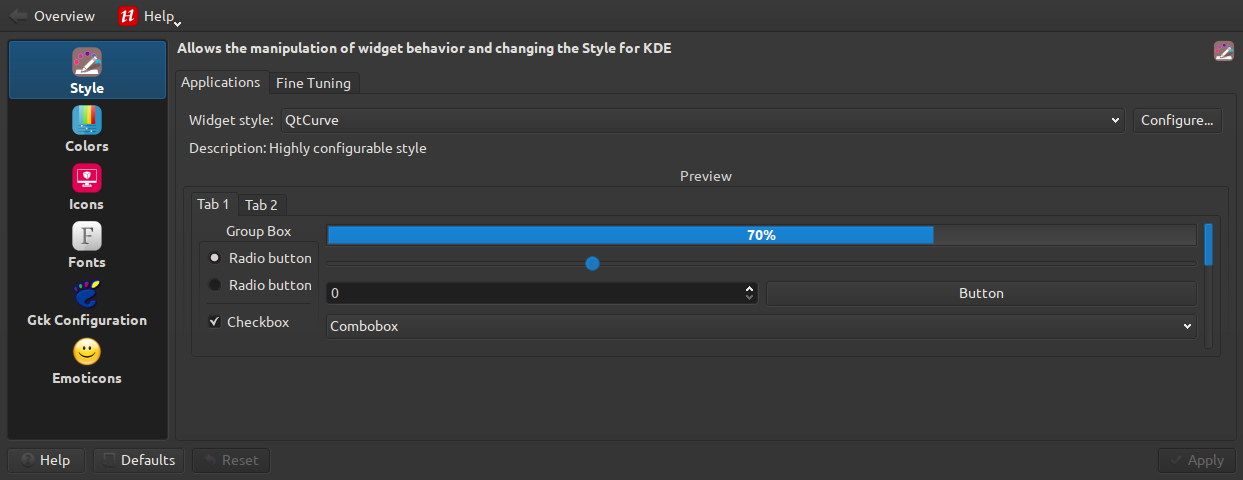 Overview
Help
Allows the manipulation of widget behavior and changing the Style for KDE
Style
Colors
Icons
Fonts
Gtk Configuration
Emoticons
Applications
Fine Tuning
Widget style:
QtCurve
Configure...
Description: Highly configurable style
Preview
Tab 1
Tab 2
Group Box
70%
Radio button
Radio button
0
Button
Checkbox
Combobox
Help
Defaults
Reset
Apply